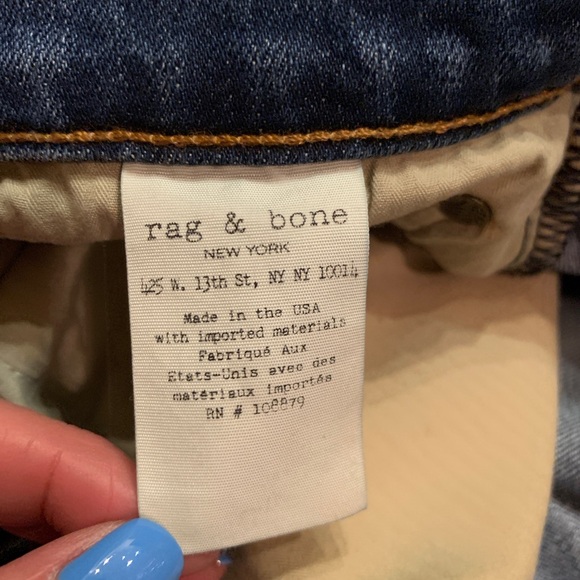 rag & bone
NEW YORK
425 W. 13th St, NY NY 10014
Made in the USA
with imported materials
Fabriqué Aux
Etats-Unis avec des
matériaux importés
RN # 108879